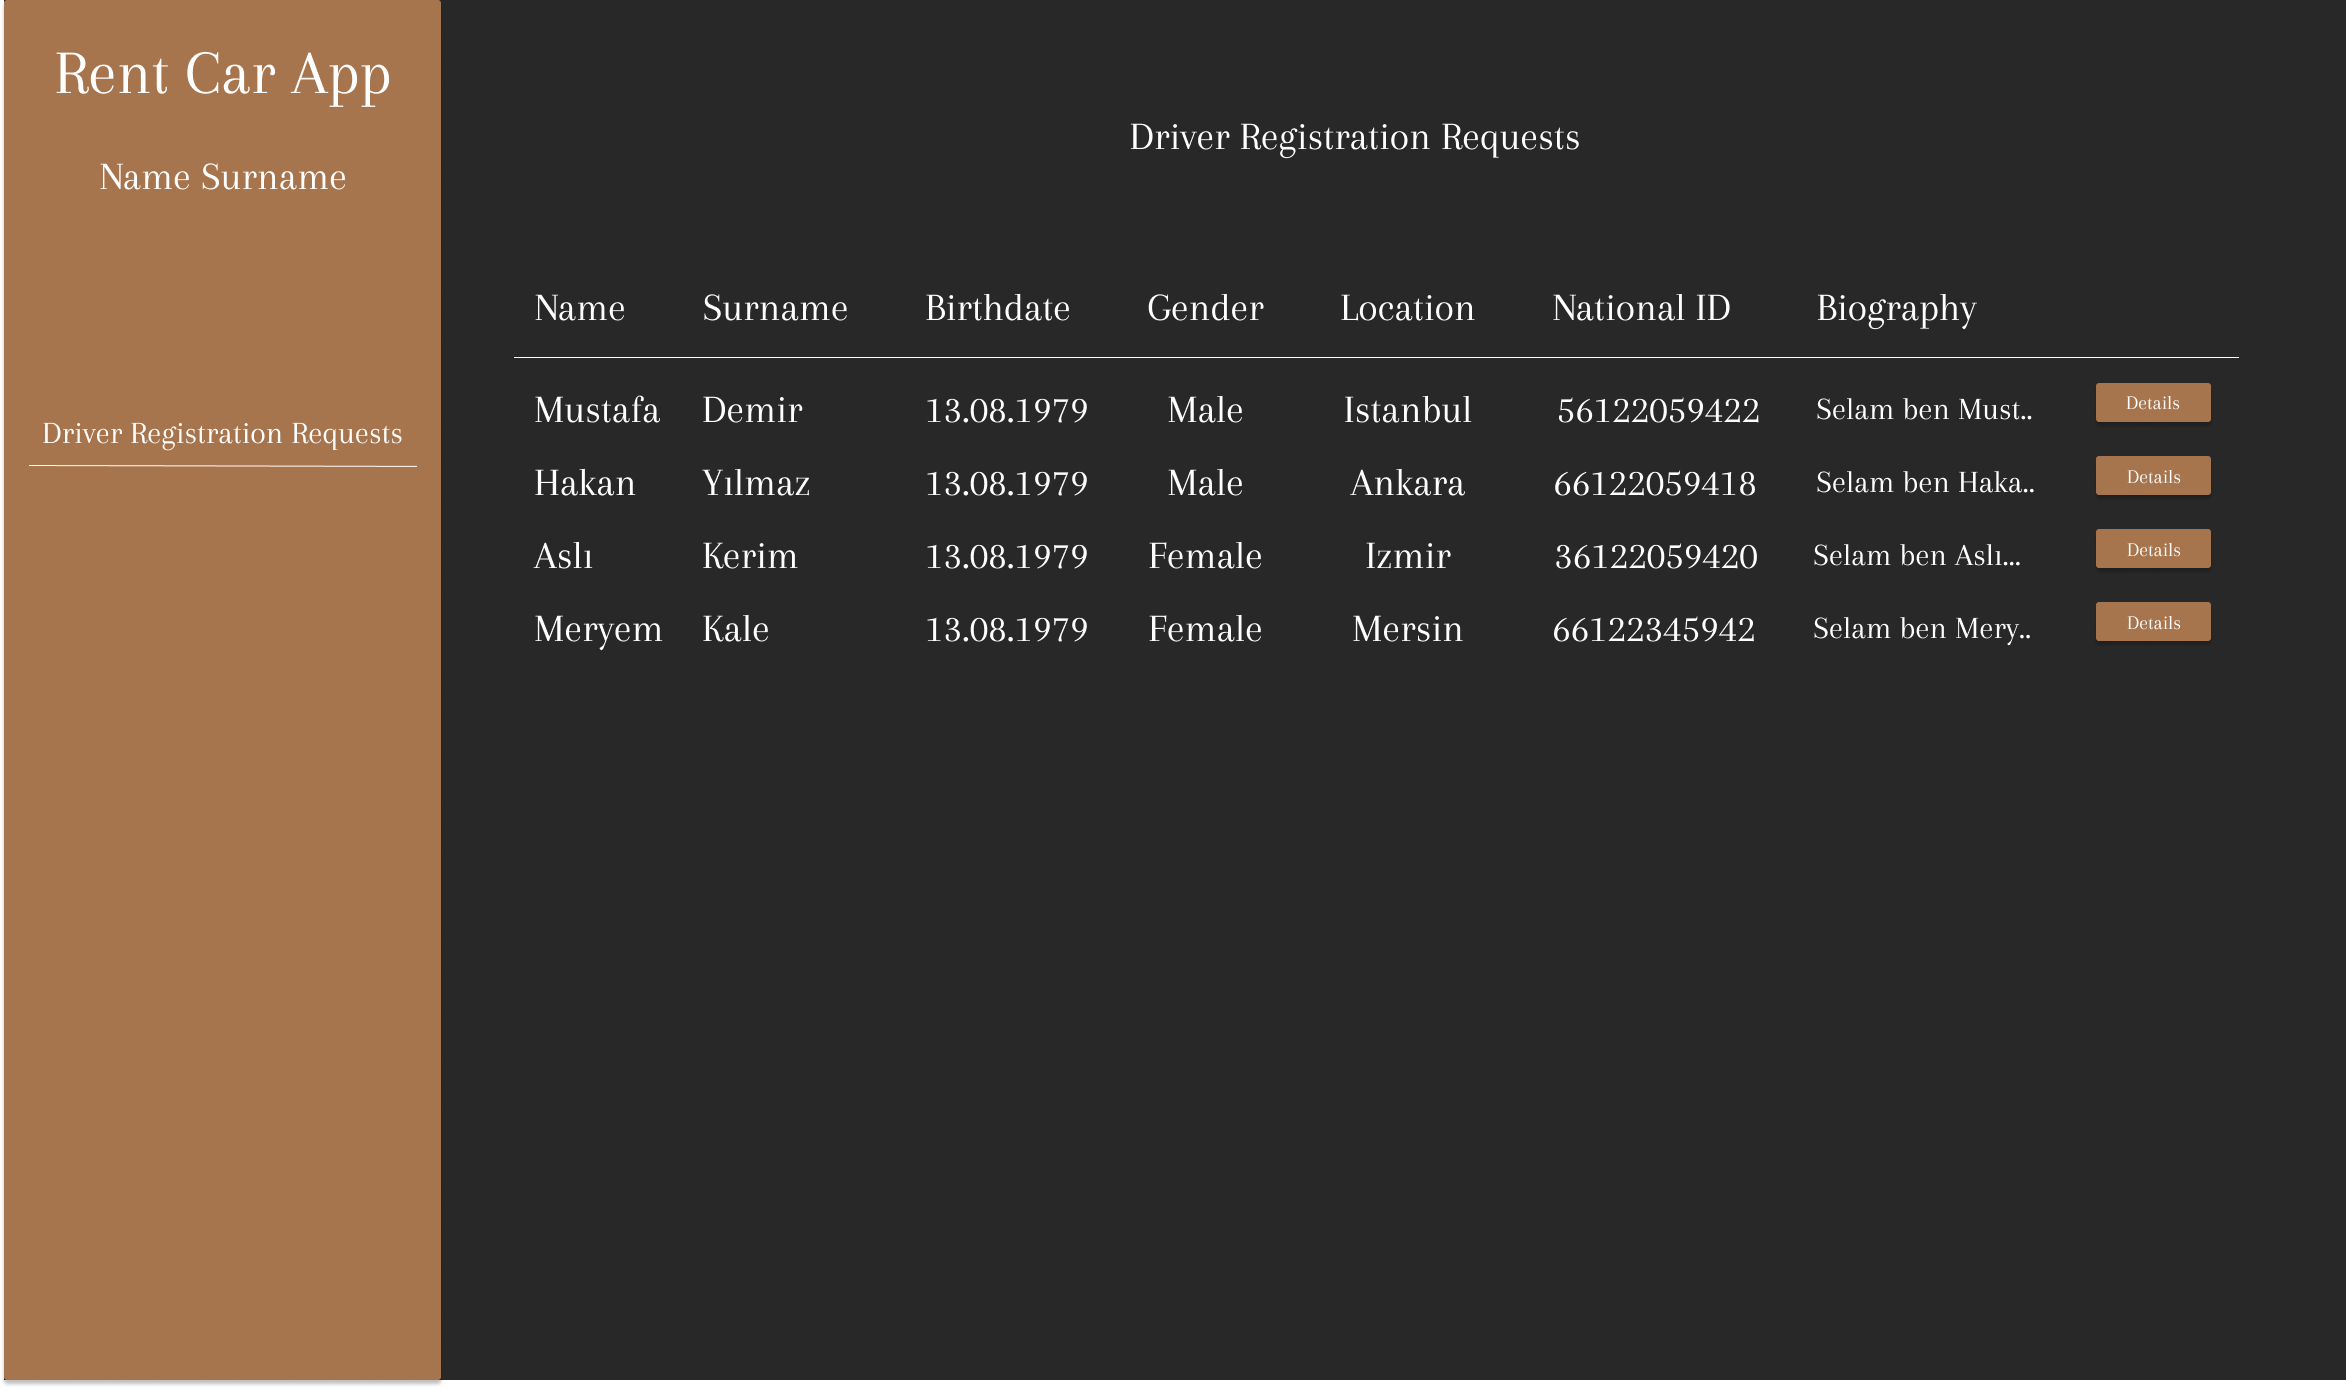 Rent Car App
Name Surname
Driver Registration Requests
Driver Registration Requests
Name Surname Birthdate Gender Location National ID Biography
Mustafa Demir 13.08.1979 Male Istanbul 56122059422 Selam ben Must.. Details
Hakan Yılmaz 13.08.1979 Male Ankara 66122059418 Selam ben Haka.. Details
Aslı Kerim 13.08.1979 Female Izmir 36122059420 Selam ben Aslı... Details
Meryem Kale 13.08.1979 Female Mersin 66122345942 Selam ben Mery.. Details